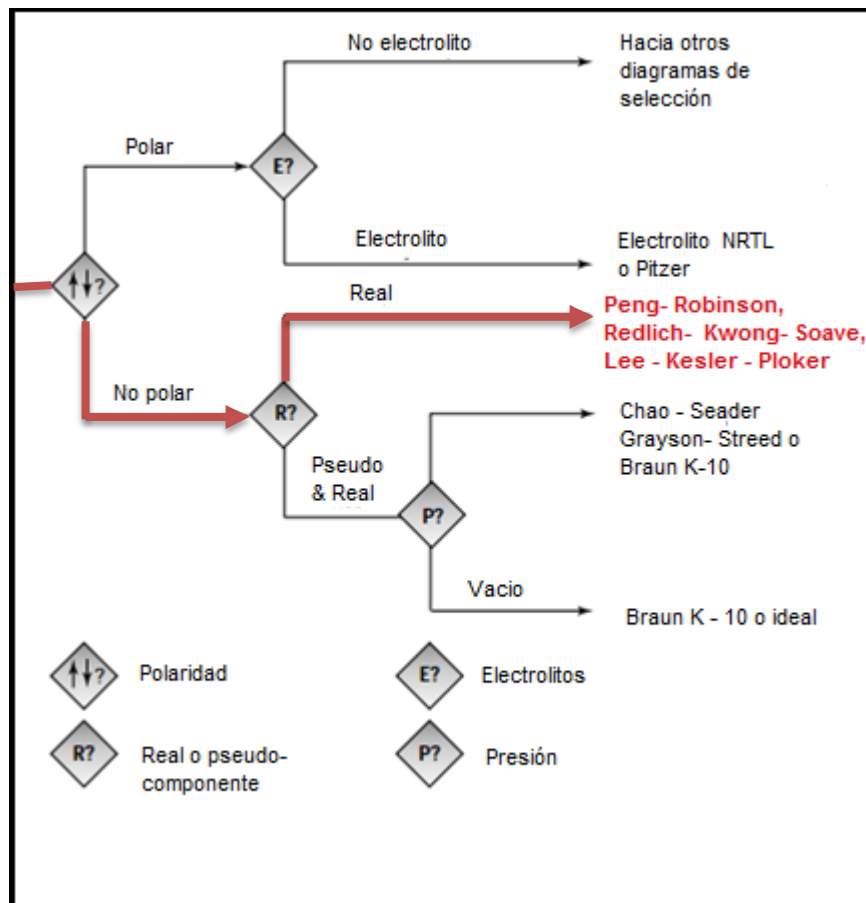 No electrolito
Hacia otros
diagramas de
selección
Polar
E?
Electrolito
Electrolito NRTL
o Pitzer
↑↓?
Real
Peng- Robinson,
Redlich- Kwong- Soave,
Lee - Kesler - Ploker
No polar
R?
Chao - Seader
Grayson- Streed o
Braun K-10
Pseudo
& Real
P?
Vacio
Braun K - 10 o ideal
↑↓?
Polaridad
E?
Electrolitos
R?
Real o pseudo-
componente
P?
Presión